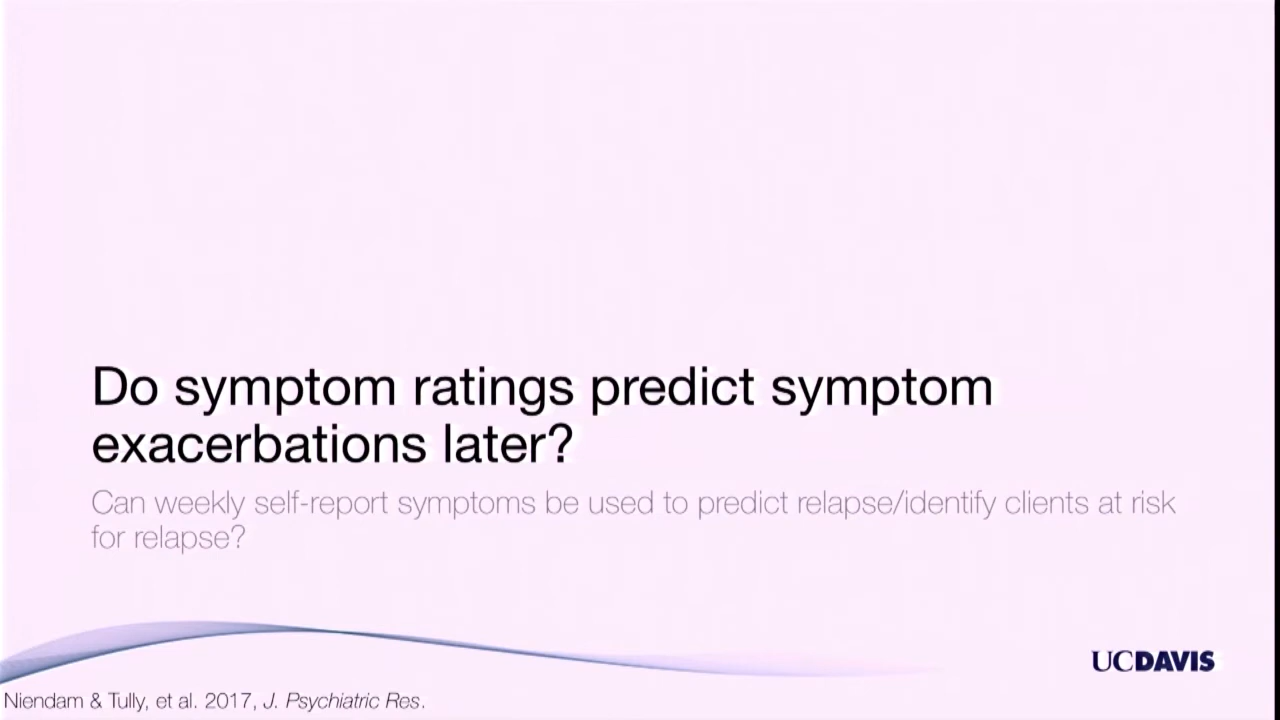 Do symptom ratings predict symptom
exacerbations later?
Can weekly self-report symptoms be used to predict relapse/identify clients at risk
for relapse?
UCDAVIS
Niendam & Tully, et al. 2017, J. Psychiatric Res.